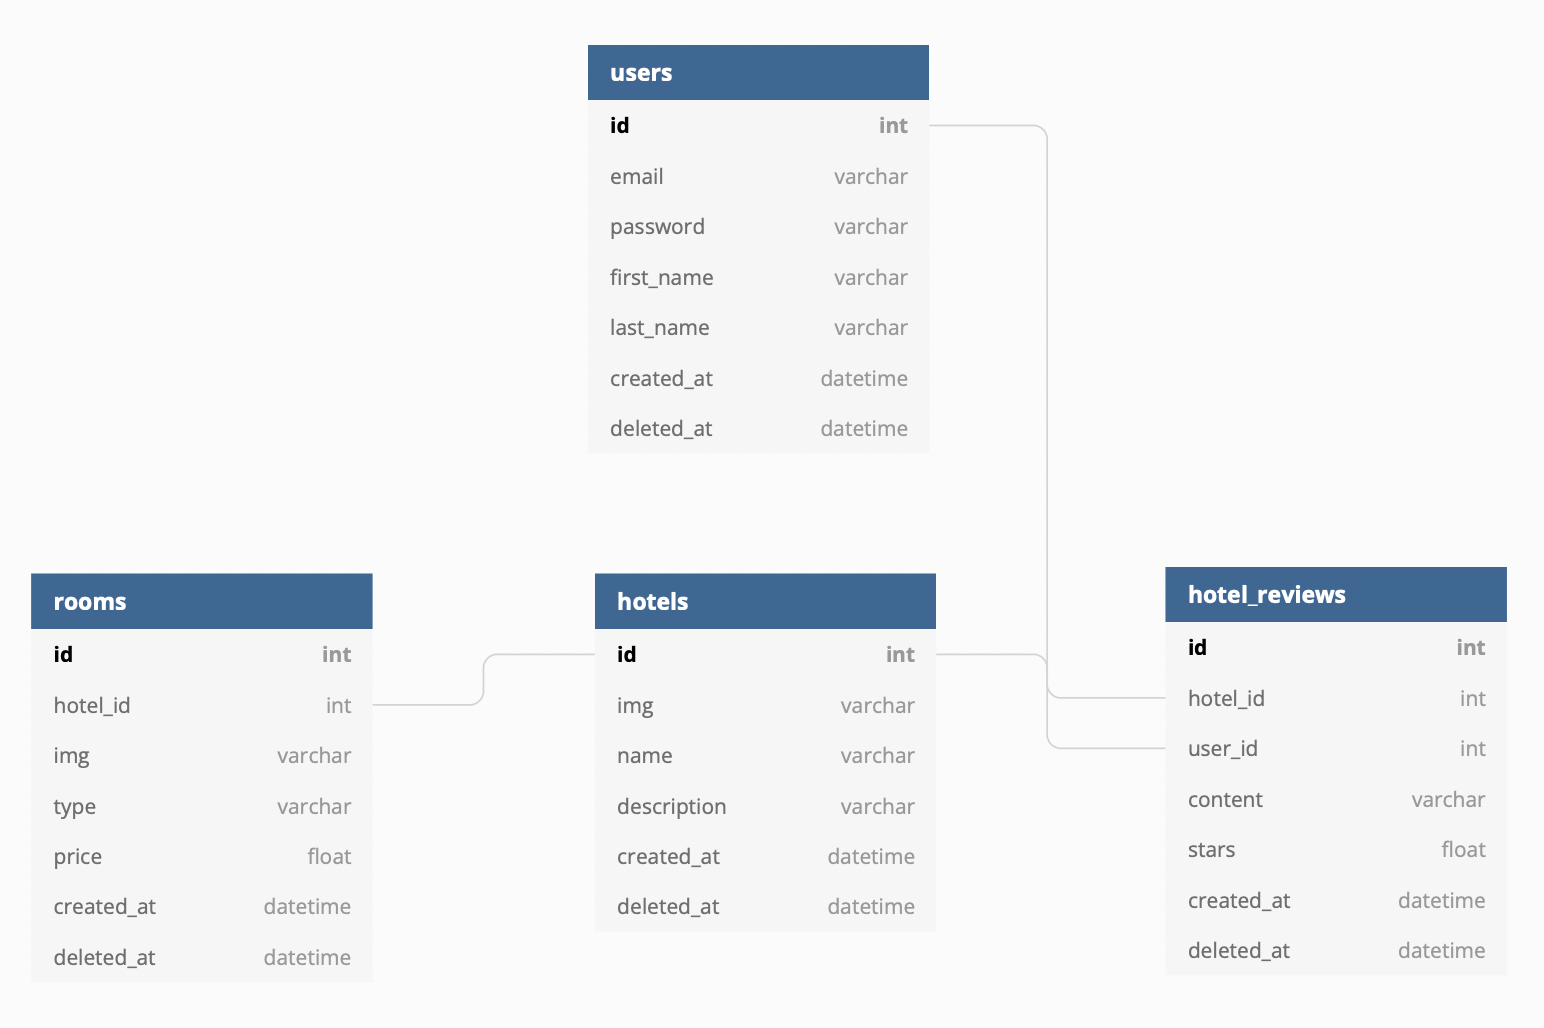 users
id int
email varchar
password varchar
first_name varchar
last_name varchar
created_at datetime
deleted_at datetime
rooms
id int
hotel_id int
img varchar
type varchar
price float
created_at datetime
deleted_at datetime
hotels
id int
img varchar
name varchar
description varchar
created_at datetime
deleted_at datetime
hotel_reviews
id int
hotel_id int
user_id int
content varchar
stars float
created_at datetime
deleted_at datetime